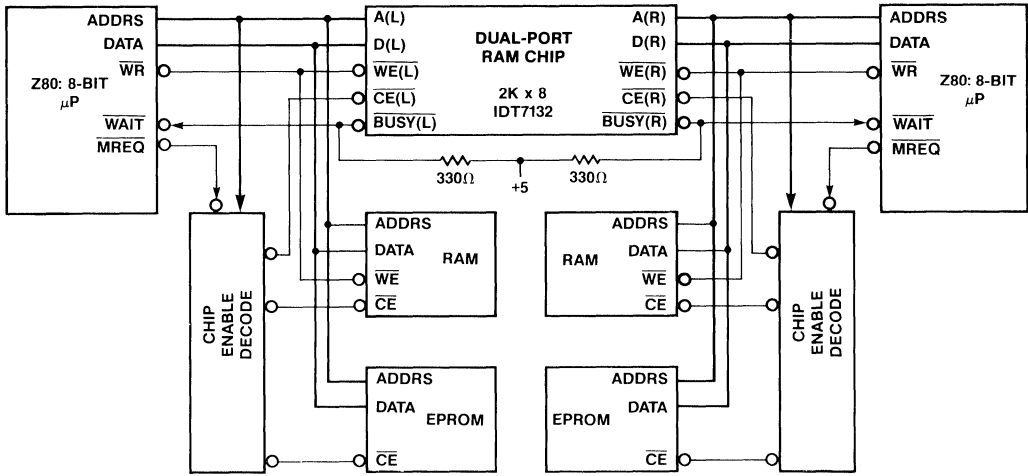 ADDRS
DATA
WR
Z80: 8-BIT
μP
WAIT
MREQ
A(L)
D(L)
WE(L)
CE(L)
BUSY(L)
DUAL-PORT
RAM CHIP
2K x 8
IDT7132
A(R)
D(R)
WE(R)
CE(R)
BUSY(R)
ADDRS
DATA
WR
Z80: 8-BIT
μP
WAIT
MREQ
330Ω
+5
330Ω
CHIP
ENABLE
DECODE
ADDRS
DATA
RAM
WE
CE
ADDRS
DATA
RAM
WE
CE
CHIP
ENABLE
DECODE
ADDRS
DATA
EPROM
CE
ADDRS
DATA
EPROM
CE